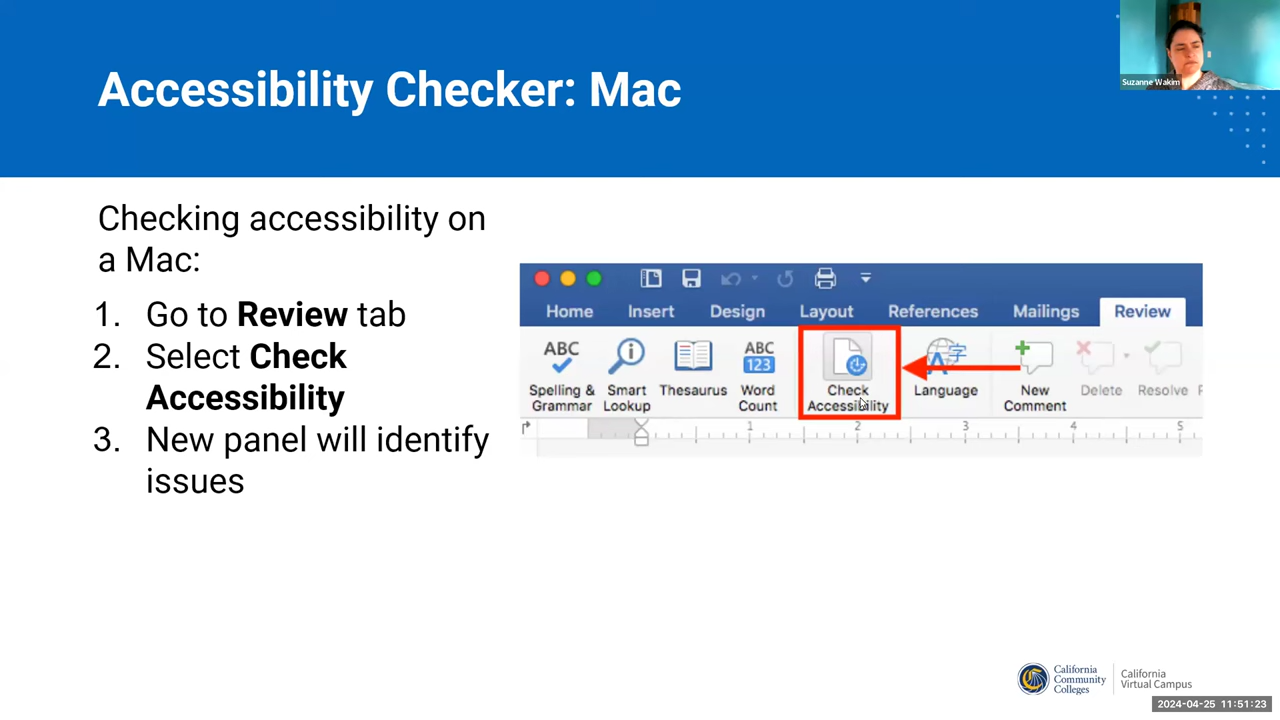 Accessibility Checker: Mac
Suzanne Wakim
Checking accessibility on
a Mac:
1. Go to Review tab
2. Select Check
Accessibility
3. New panel will identify
issues
Home Insert Design Layout References Mailings Review
ABC
ABC
123
A字
Spelling &
Grammar
Smart
Lookup
Thesaurus
Word
Count
Check
Accessibility
Language
New
Comment
Delete
Resolve
1 2 3 4 5
California
Community
Colleges
California
Virtual Campus
2024-04-25 11:51:23